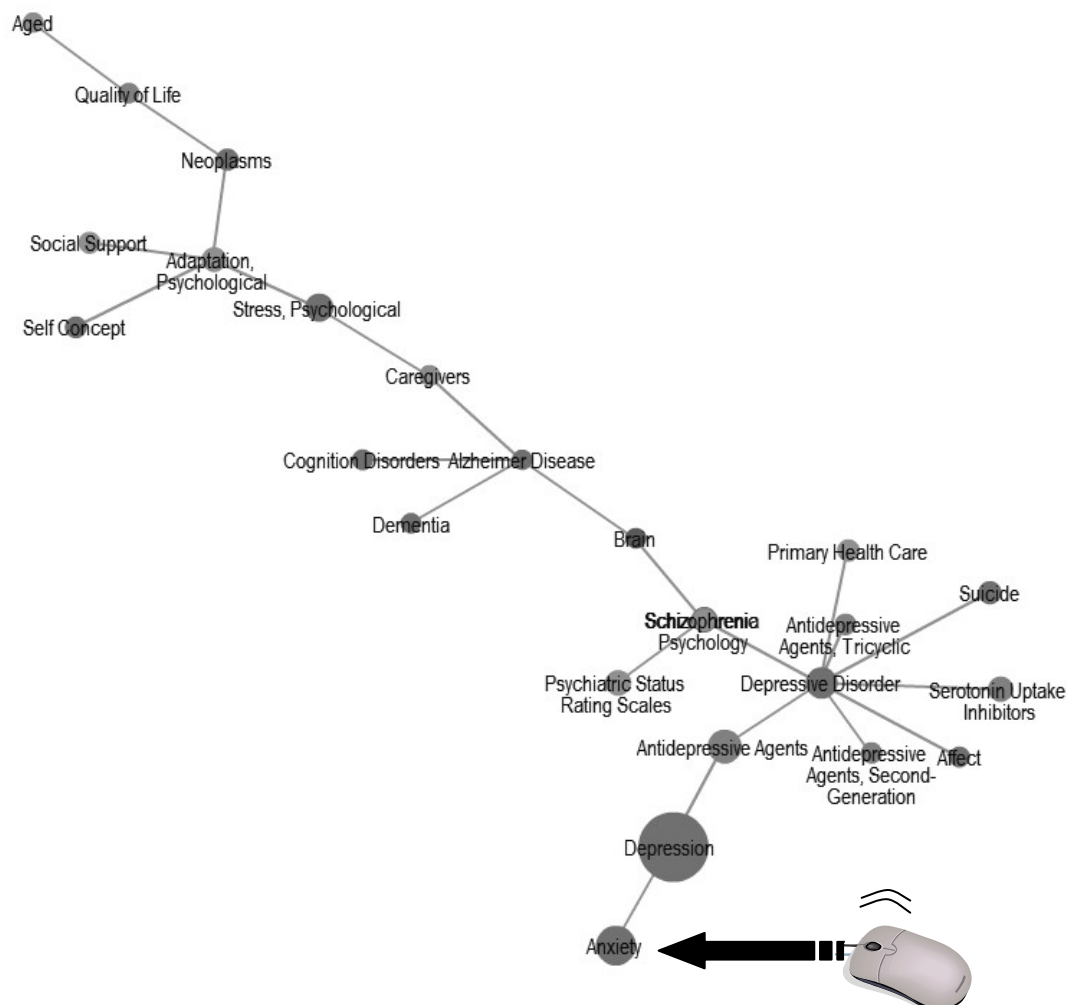 Aged
Quality of Life
Neoplasms
Social Support
Adaptation,
Psychological
Stress, Psychological
Self Concept
Caregivers
Cognition Disorders
Alzheimer Disease
Dementia
Brain
Primary Health Care
Suicide
Schizophrenia
Psychology
Antidepressive
Agents, Tricyclic
Psychiatric Status
Rating Scales
Depressive Disorder
Serotonin Uptake
Inhibitors
Antidepressive Agents
Antidepressive
Agents, Second-
Generation
Affect
Depression
Anxiety